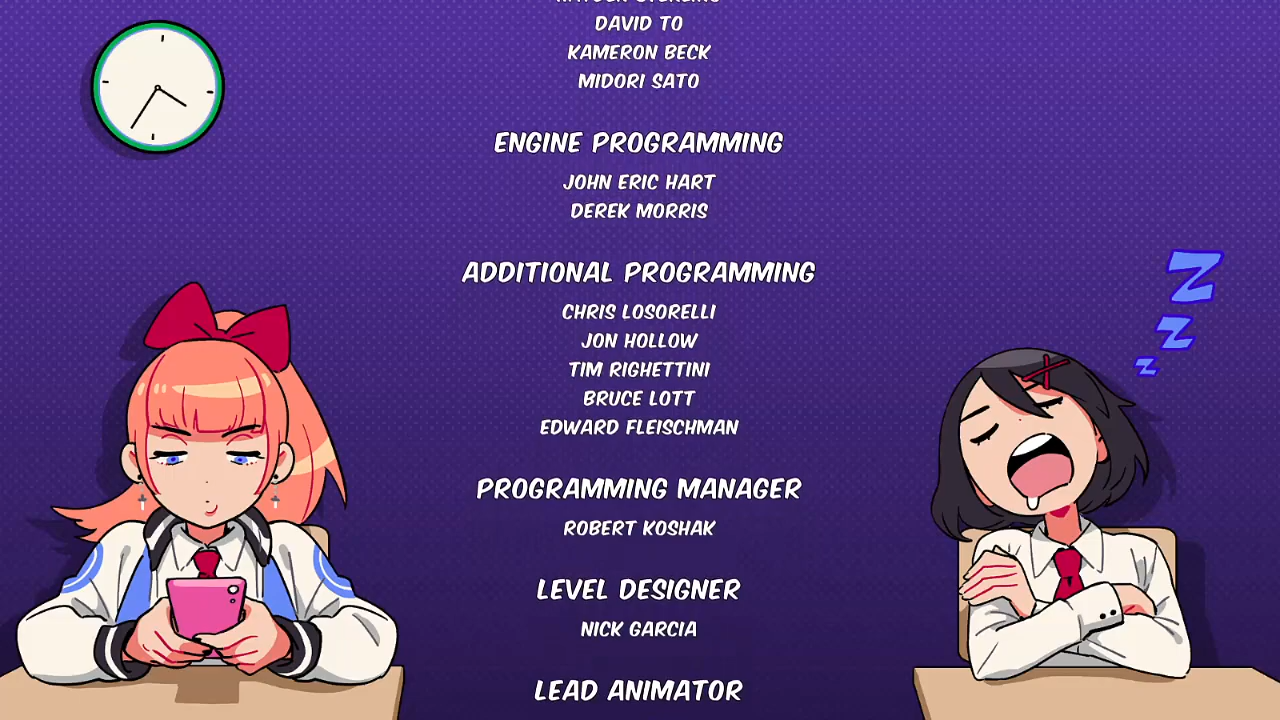 DAVID TO
KAMERON BECK
MIDORI SATO
ENGINE PROGRAMMING
JOHN ERIC HART
DEREK MORRIS
ADDITIONAL PROGRAMMING
CHRIS LOSORELLI
JON HOLLOW
TIM RIGHETTINI
BRUCE LOTT
EDWARD FLEISCHMAN
PROGRAMMING MANAGER
ROBERT KOSHAK
LEVEL DESIGNER
NICK GARCIA
LEAD ANIMATOR
Z
Z
Z